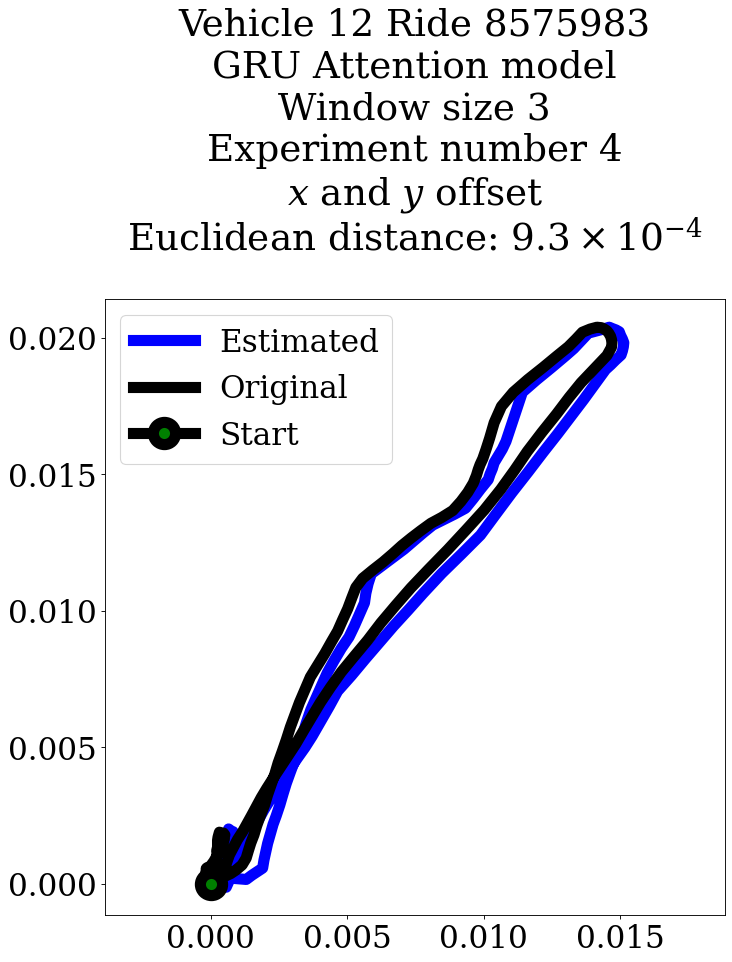 Vehicle 12 Ride 8575983
GRU Attention model
Window size 3
Experiment number 4
x and y offset
Euclidean distance: 9.3 × 10⁻⁴
Estimated
Original
Start
0.020
0.015
0.010
0.005
0.000
0.000 0.005 0.010 0.015